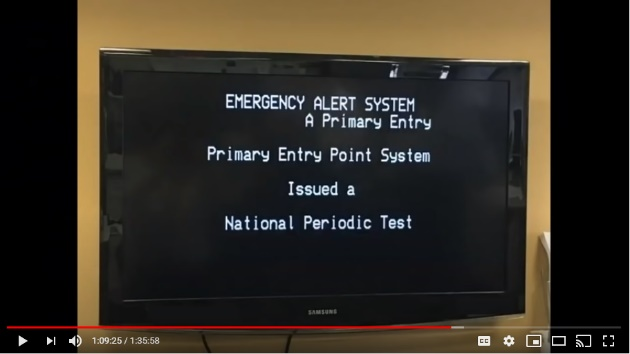 EMERGENCY ALERT SYSTEM
A Primary Entry
Primary Entry Point System
Issued a
National Periodic Test
SAMSUNG
1:09:25 / 1:35:58
CC